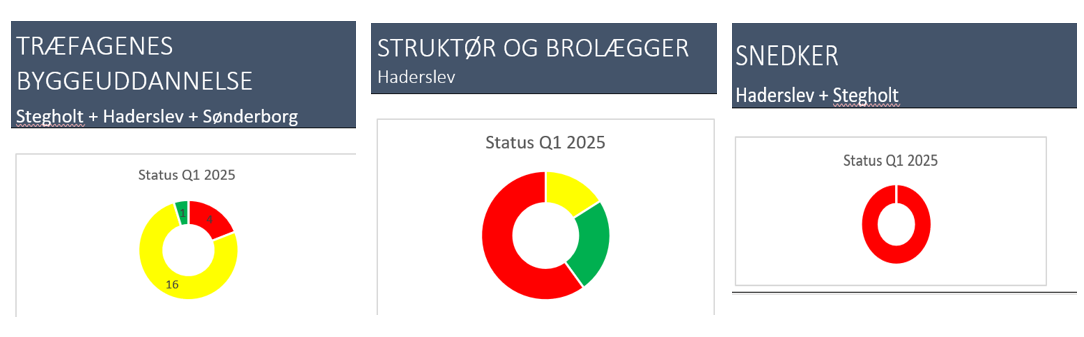 TRÆFAGENES
BYGGEUDDANNELSE
Stegholt + Haderslev + Sønderborg
Status Q1 2025
1
4
16
STRUKTØR OG BROLÆGGER
Haderslev
Status Q1 2025
SNEDKER
Haderslev + Stegholt
Status Q1 2025